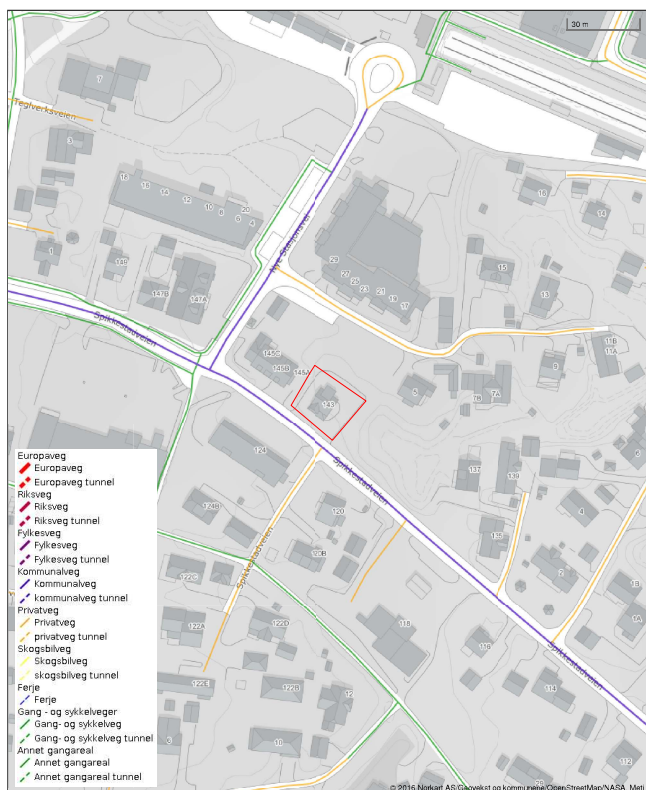 30 m
7
Teglverksveien
3
18
16
14
12
10
8
6
20
4
16
14
1
149
147B
147A
Nye Stasjonsvei
29
27
25
23
21
19
17
15
13
Spikkestadveien
145C
145B
145A
143
5
7B
7A
9
11B
11A
124
124B
120
Spikkestadveien
137
139
135
6
4
2
Spikkestadveien
122C
122A
122D
122E
122B
12
10
118
116
114
112
Spikkestadveien
Europaveg
Europaveg
Europaveg tunnel
Riksveg
Riksveg
Riksveg tunnel
Fylkesveg
Fylkesveg
Fylkesveg tunnel
Kommunalveg
Kommunalveg
kommunalveg tunnel
Privatveg
Privatveg
privatveg tunnel
Skogsbilveg
Skogsbilveg
skogsbilveg tunnel
Ferje
Ferje
Gang - og sykkelveger
Gang- og sykkelveg
Gang- og sykkelveg tunnel
Annet gangareal
Annet gangareal
Annet gangareal tunnel
© 2016 Norkart AS/Geovekst og kommunene/OpenStreetMap/NASA, Meti